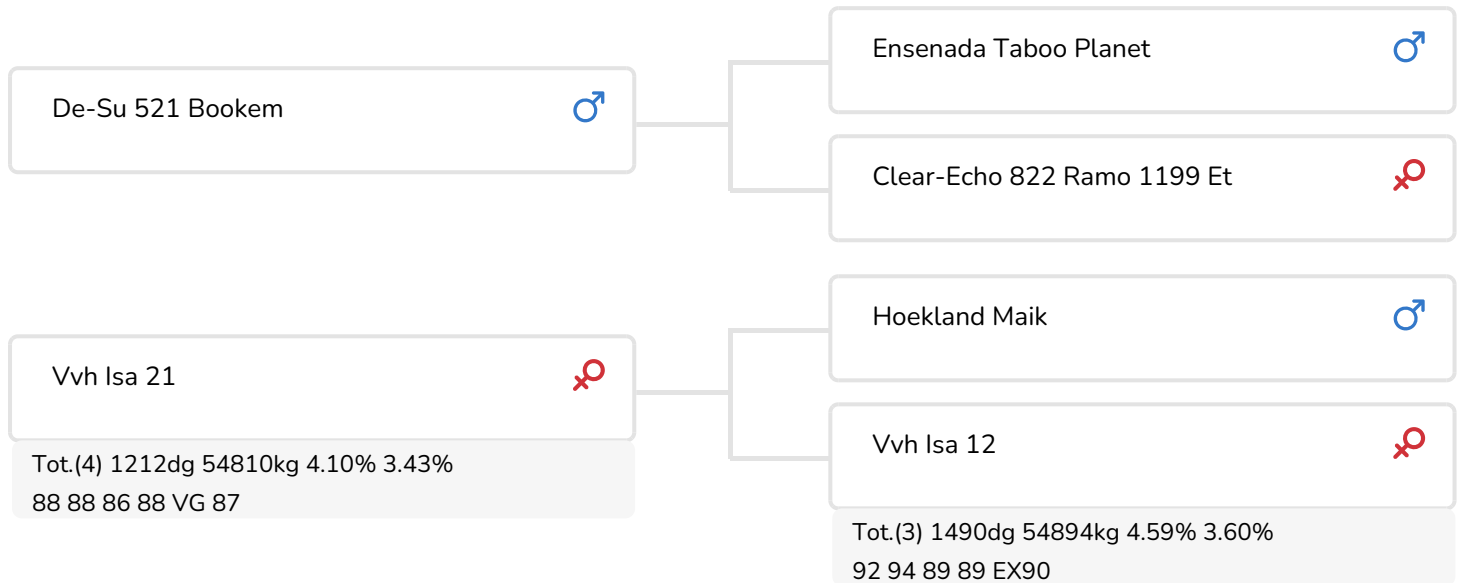 Ensenada Taboo Planet
De-Su 521 Bookem
Clear-Echo 822 Ramo 1199 Et
Hoekland Maik
Vvh Isa 21
Tot.(4) 1212dg 54810kg 4.10% 3.43%
88 88 86 88 VG 87
Vvh Isa 12
Tot.(3) 1490dg 54894kg 4.59% 3.60%
92 94 89 89 EX90